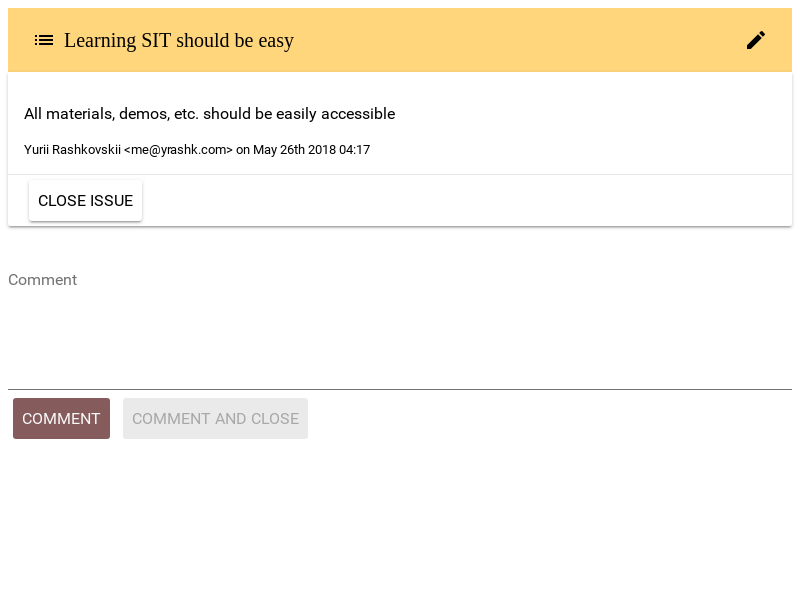 Learning SIT should be easy
All materials, demos, etc. should be easily accessible
Yurii Rashkovskii <me@yrashk.com> on May 26th 2018 04:17
CLOSE ISSUE
Comment
COMMENT
COMMENT AND CLOSE